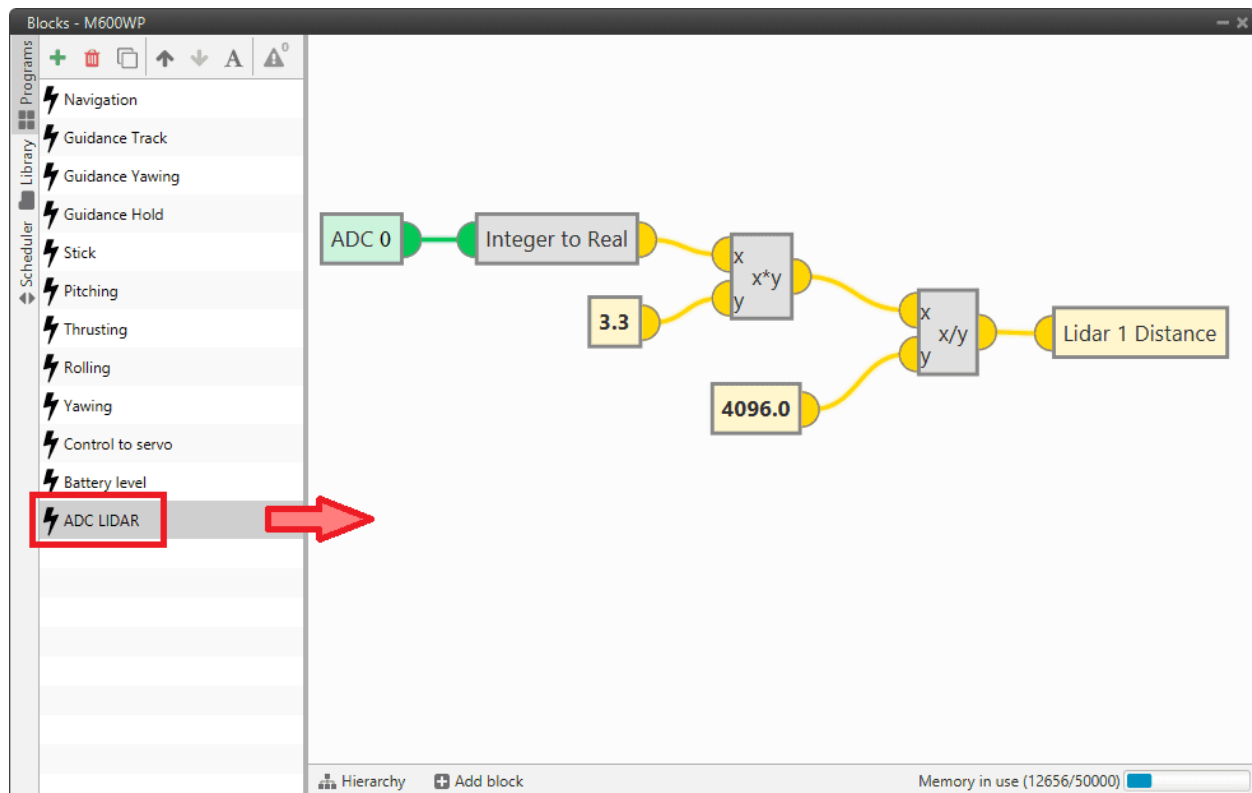 Blocks - M600WP
Programs
Library
Scheduler
A
0
Navigation
Guidance Track
Guidance Yawing
Guidance Hold
Stick
Pitching
Thrusting
Rolling
Yawing
Control to servo
Battery level
ADC LIDAR
ADC 0
Integer to Real
x
x*y
y
3.3
x
x/y
y
4096.0
Lidar 1 Distance
Hierarchy
Add block
Memory in use (12656/50000)